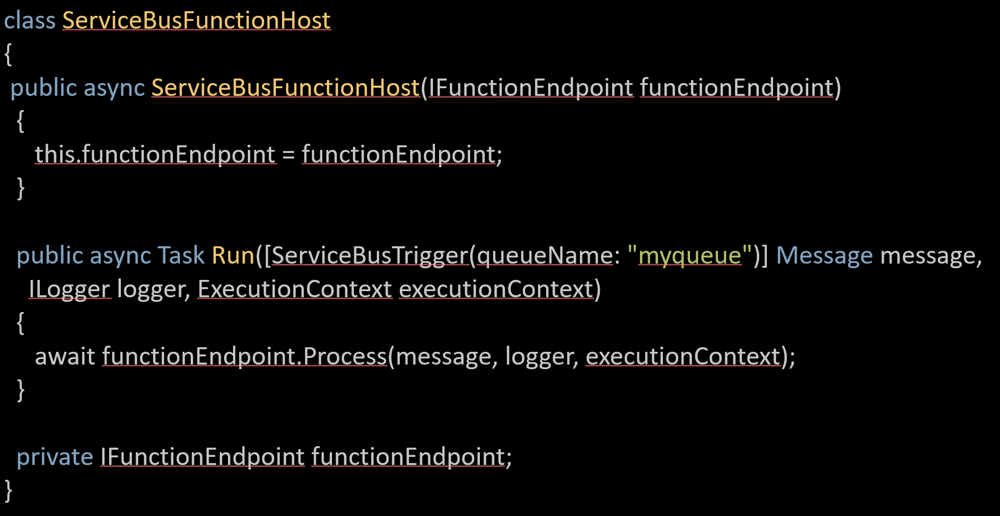 class ServiceBusFunctionHost
{
public async ServiceBusFunctionHost(IFunctionEndpoint functionEndpoint)
{
this.functionEndpoint = functionEndpoint;
}
public async Task Run([ServiceBusTrigger(queueName: "myqueue")] Message message,
ILogger logger, ExecutionContext executionContext)
{
await functionEndpoint.Process(message, logger, executionContext);
}
private IFunctionEndpoint functionEndpoint;
}